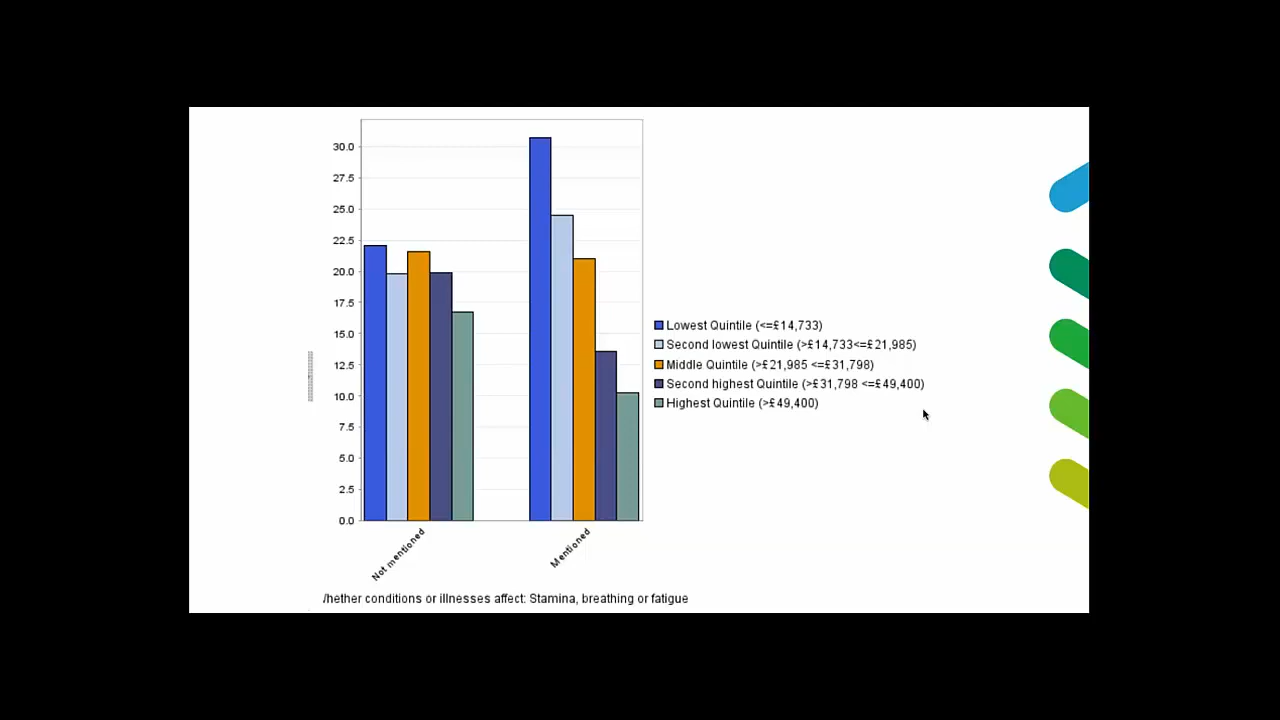 30.0
27.5
25.0
22.5
20.0
17.5
15.0
12.5
10.0
7.5
5.0
2.5
0.0
Not mentioned
Mentioned
Lowest Quintile (<=£14,733)
Second lowest Quintile (>£14,733<=£21,985)
Middle Quintile (>£21,985 <=£31,798)
Second highest Quintile (>£31,798 <=£49,400)
Highest Quintile (>£49,400)
/hether conditions or illnesses affect: Stamina, breathing or fatigue